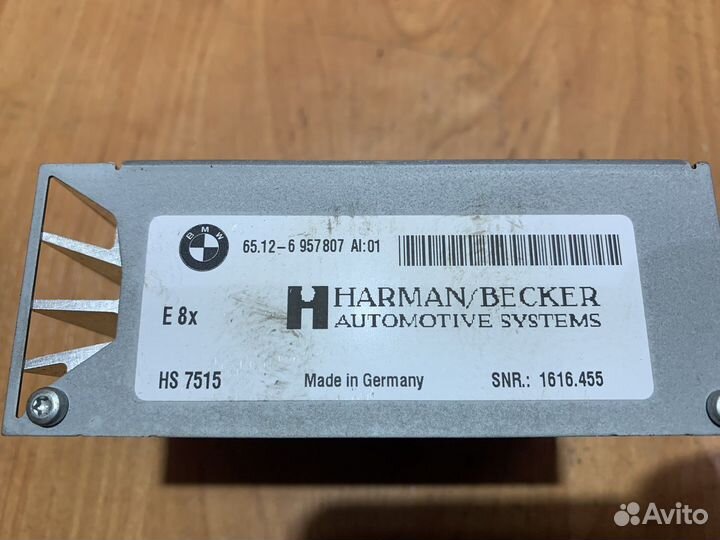 BMW
65.12-6 957807 AI:01
E 8x
HARMAN/BECKER
AUTOMOTIVE SYSTEMS
HS 7515
Made in Germany
SNR.: 1616.455
Avito